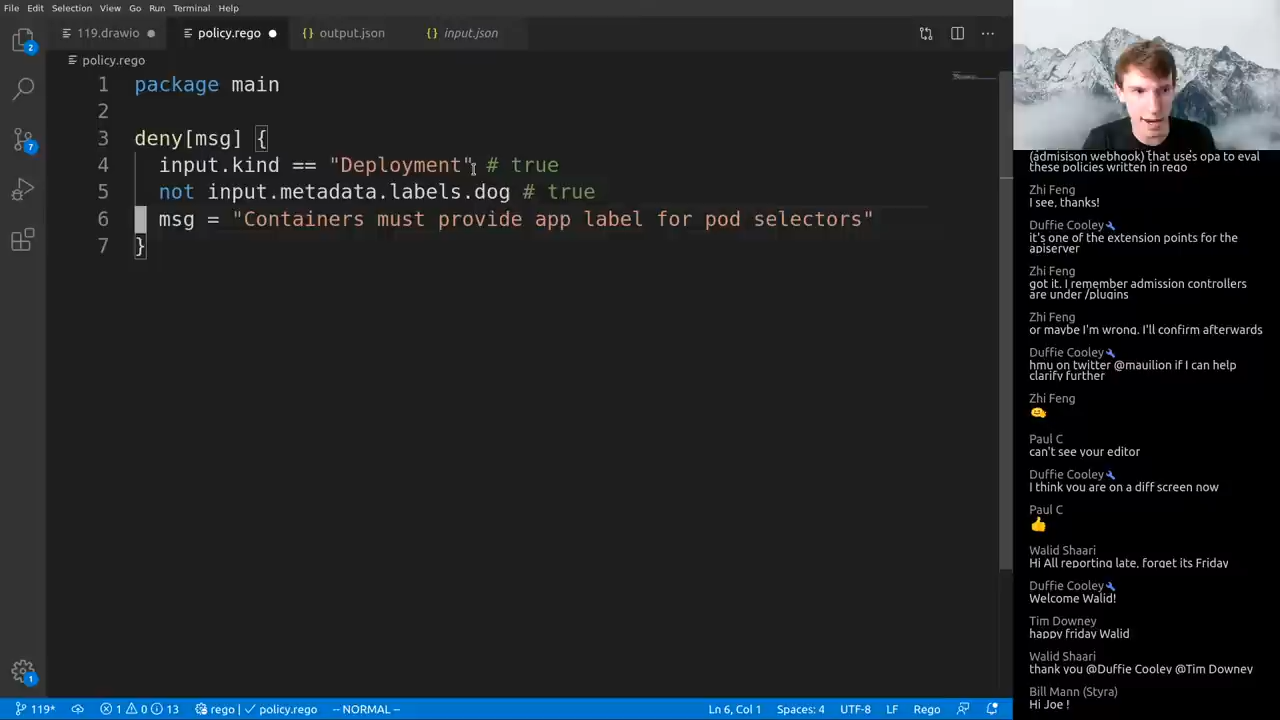 File Edit Selection View Go Run Terminal Help
119.drawio policy.rego output.json input.json
policy.rego
1 package main
2
3 deny[msg] {
4 input.kind == "Deployment" # true
5 not input.metadata.labels.dog # true
6 msg = "Containers must provide app label for pod selectors"
7 }
2
7
1
119* 1 0 13 rego | policy.rego -- NORMAL -- Ln 6, Col 1 Spaces: 4 UTF-8 LF Rego
(admisison webhook) that uses opa to eval
these policies written in rego
Zhi Feng
I see, thanks!
Duffie Cooley
it's one of the extension points for the
apiserver
Zhi Feng
got it. I remember admission controllers
are under /plugins
Zhi Feng
or maybe I'm wrong. I'll confirm afterwards
Duffie Cooley
hmu on twitter @mauilion if I can help
clarify further
Zhi Feng
Paul C
can't see your editor
Duffie Cooley
I think you are on a diff screen now
Paul C
Walid Shaari
Hi All reporting late, forget its Friday
Duffie Cooley
Welcome Walid!
Tim Downey
happy friday Walid
Walid Shaari
thank you @Duffie Cooley @Tim Downey
Bill Mann (Styra)
Hi Joe !